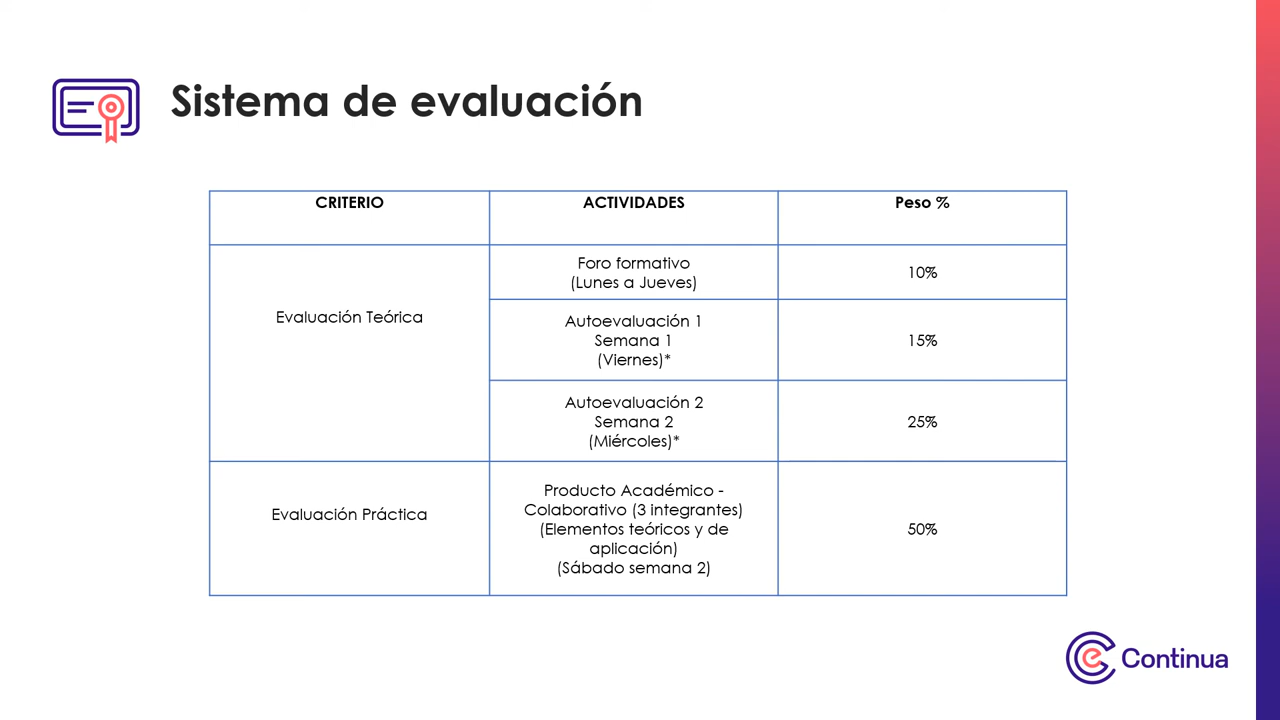 Sistema de evaluación
CRITERIO
ACTIVIDADES
Peso %
Evaluación Teórica
Foro formativo
(Lunes a Jueves)
10%
Autoevaluación 1
Semana 1
(Viernes)*
15%
Autoevaluación 2
Semana 2
(Miércoles)*
25%
Evaluación Práctica
Producto Académico -
Colaborativo (3 integrantes)
(Elementos teóricos y de
aplicación)
(Sábado semana 2)
50%
Continua